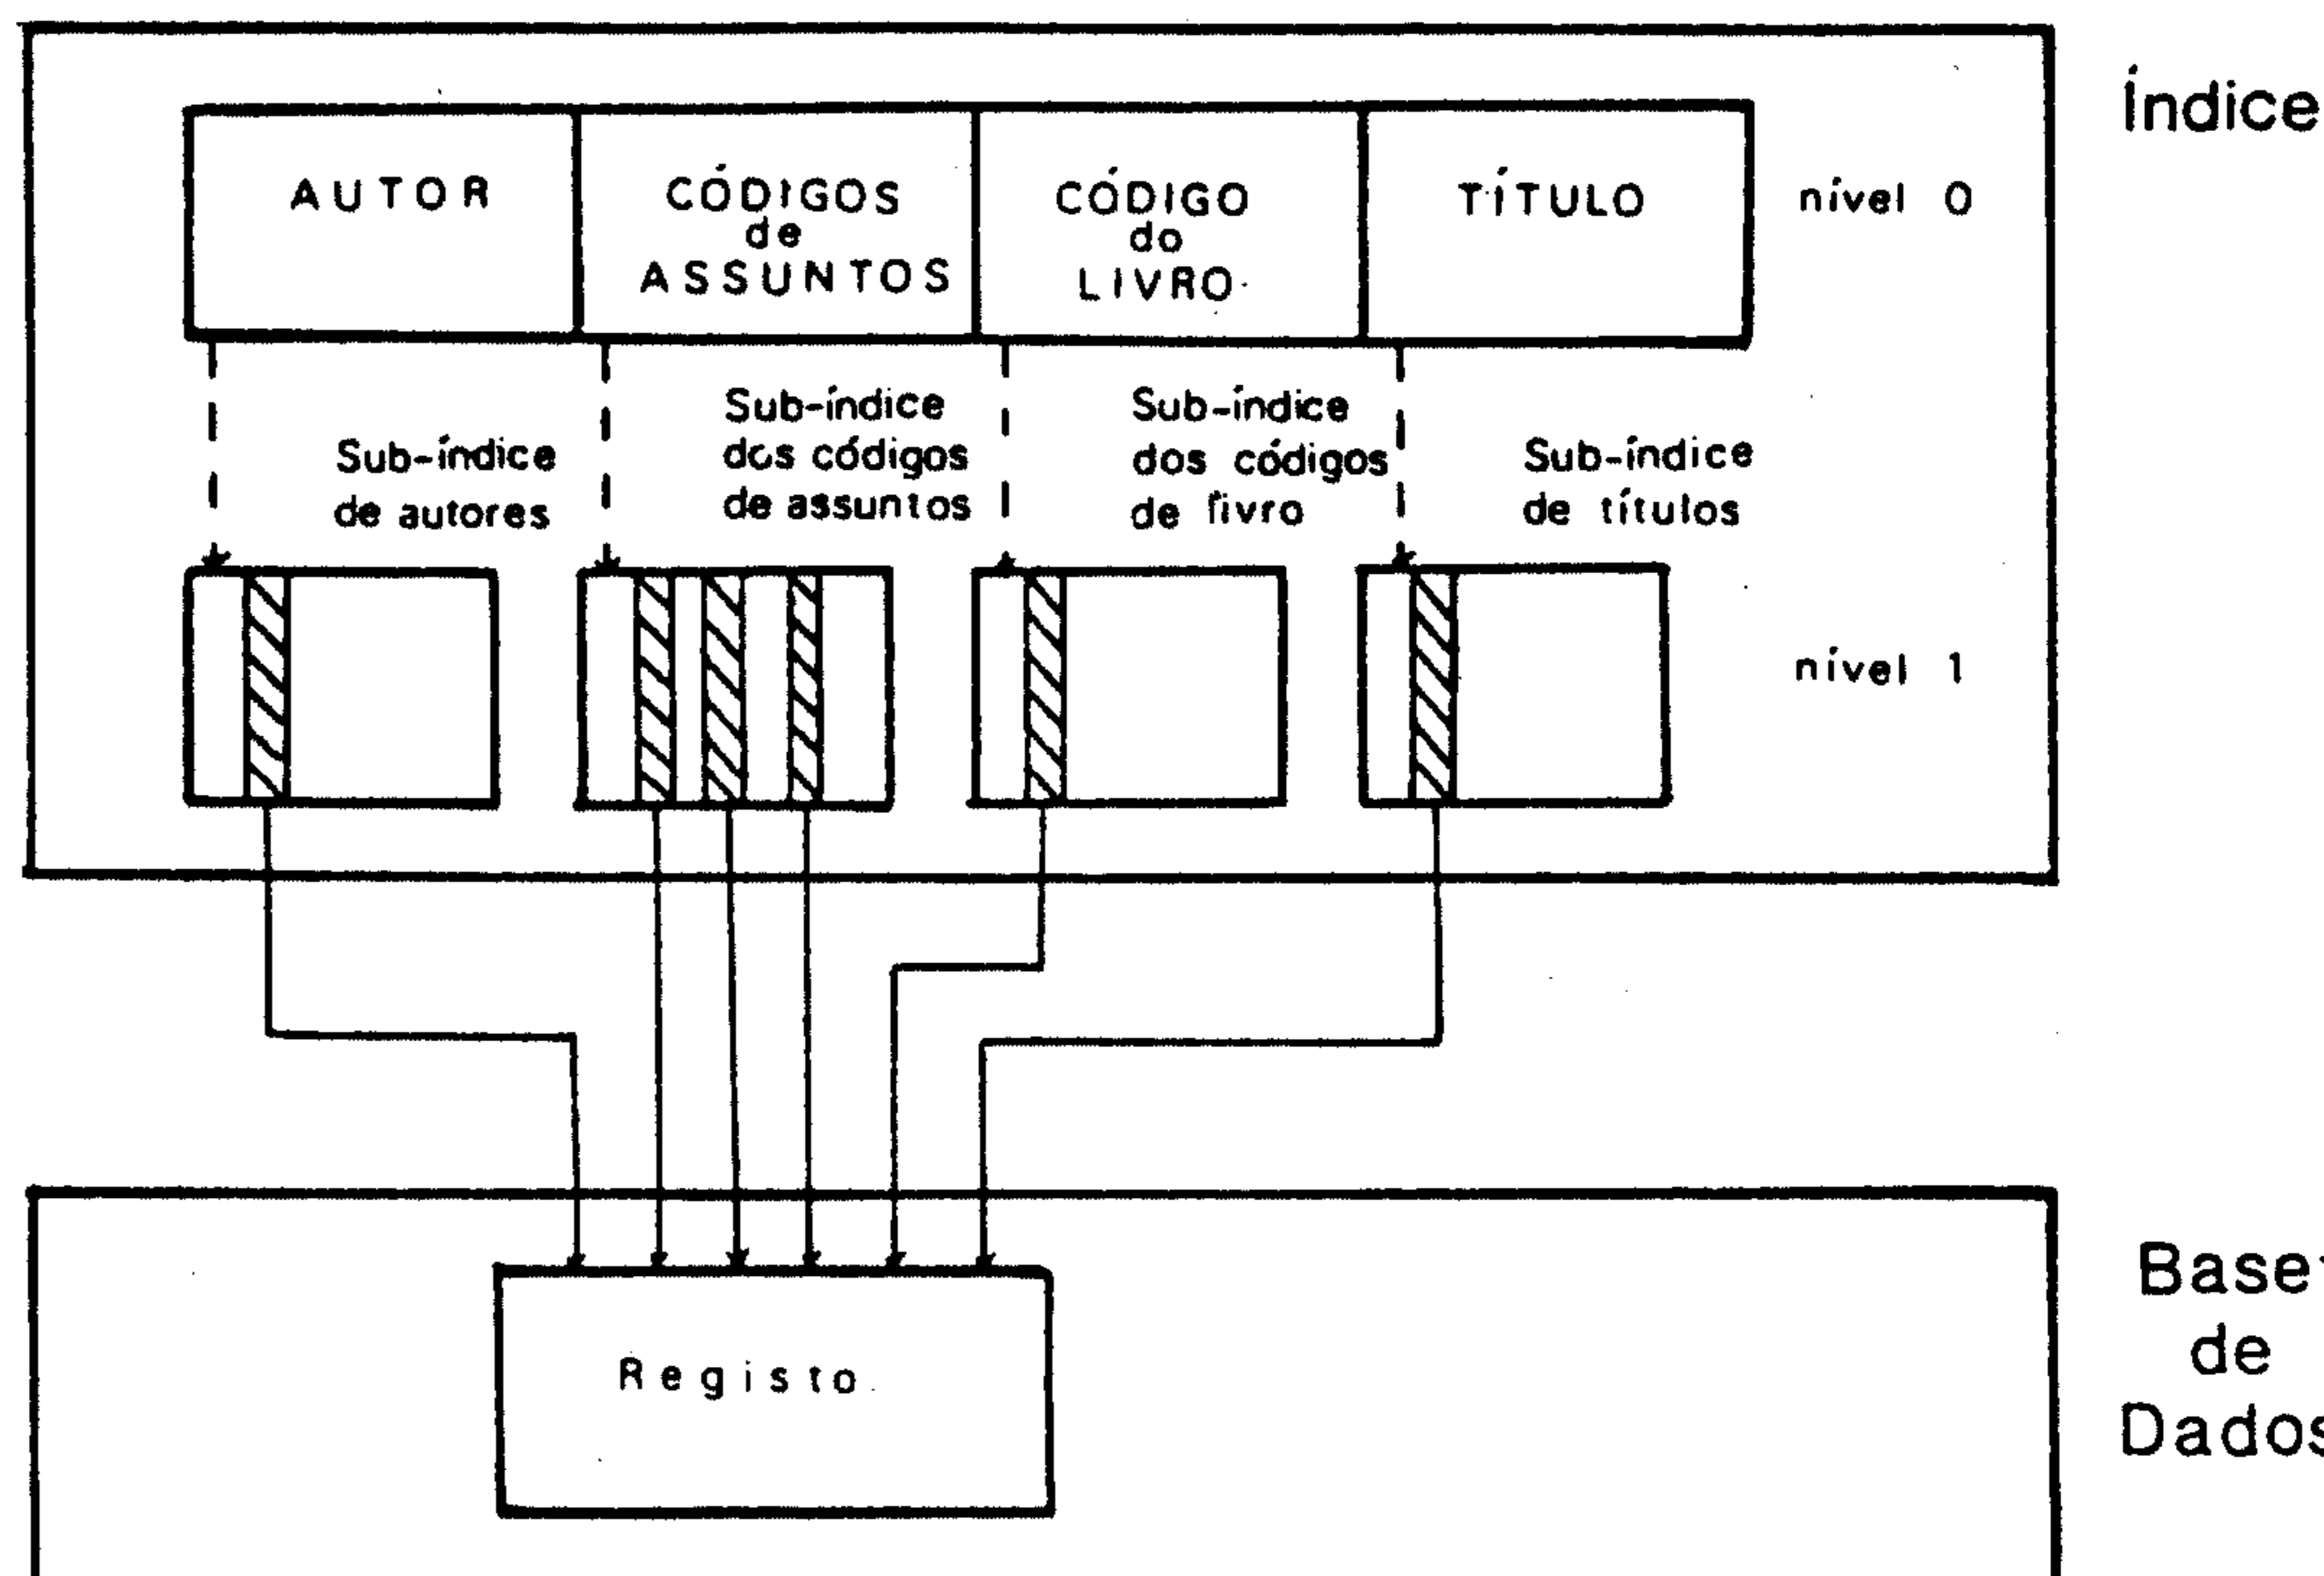 Índice
AUTOR
CÓDIGOS
de
ASSUNTOS
CÓDIGO
do
LIVRO
TÍTULO
nível 0
Sub-índice
de autores
Sub-índice
dos códigos
de assuntos
Sub-índice
dos códigos
de livro
Sub-índice
de títulos
nível 1
Registo
Base
de
Dados